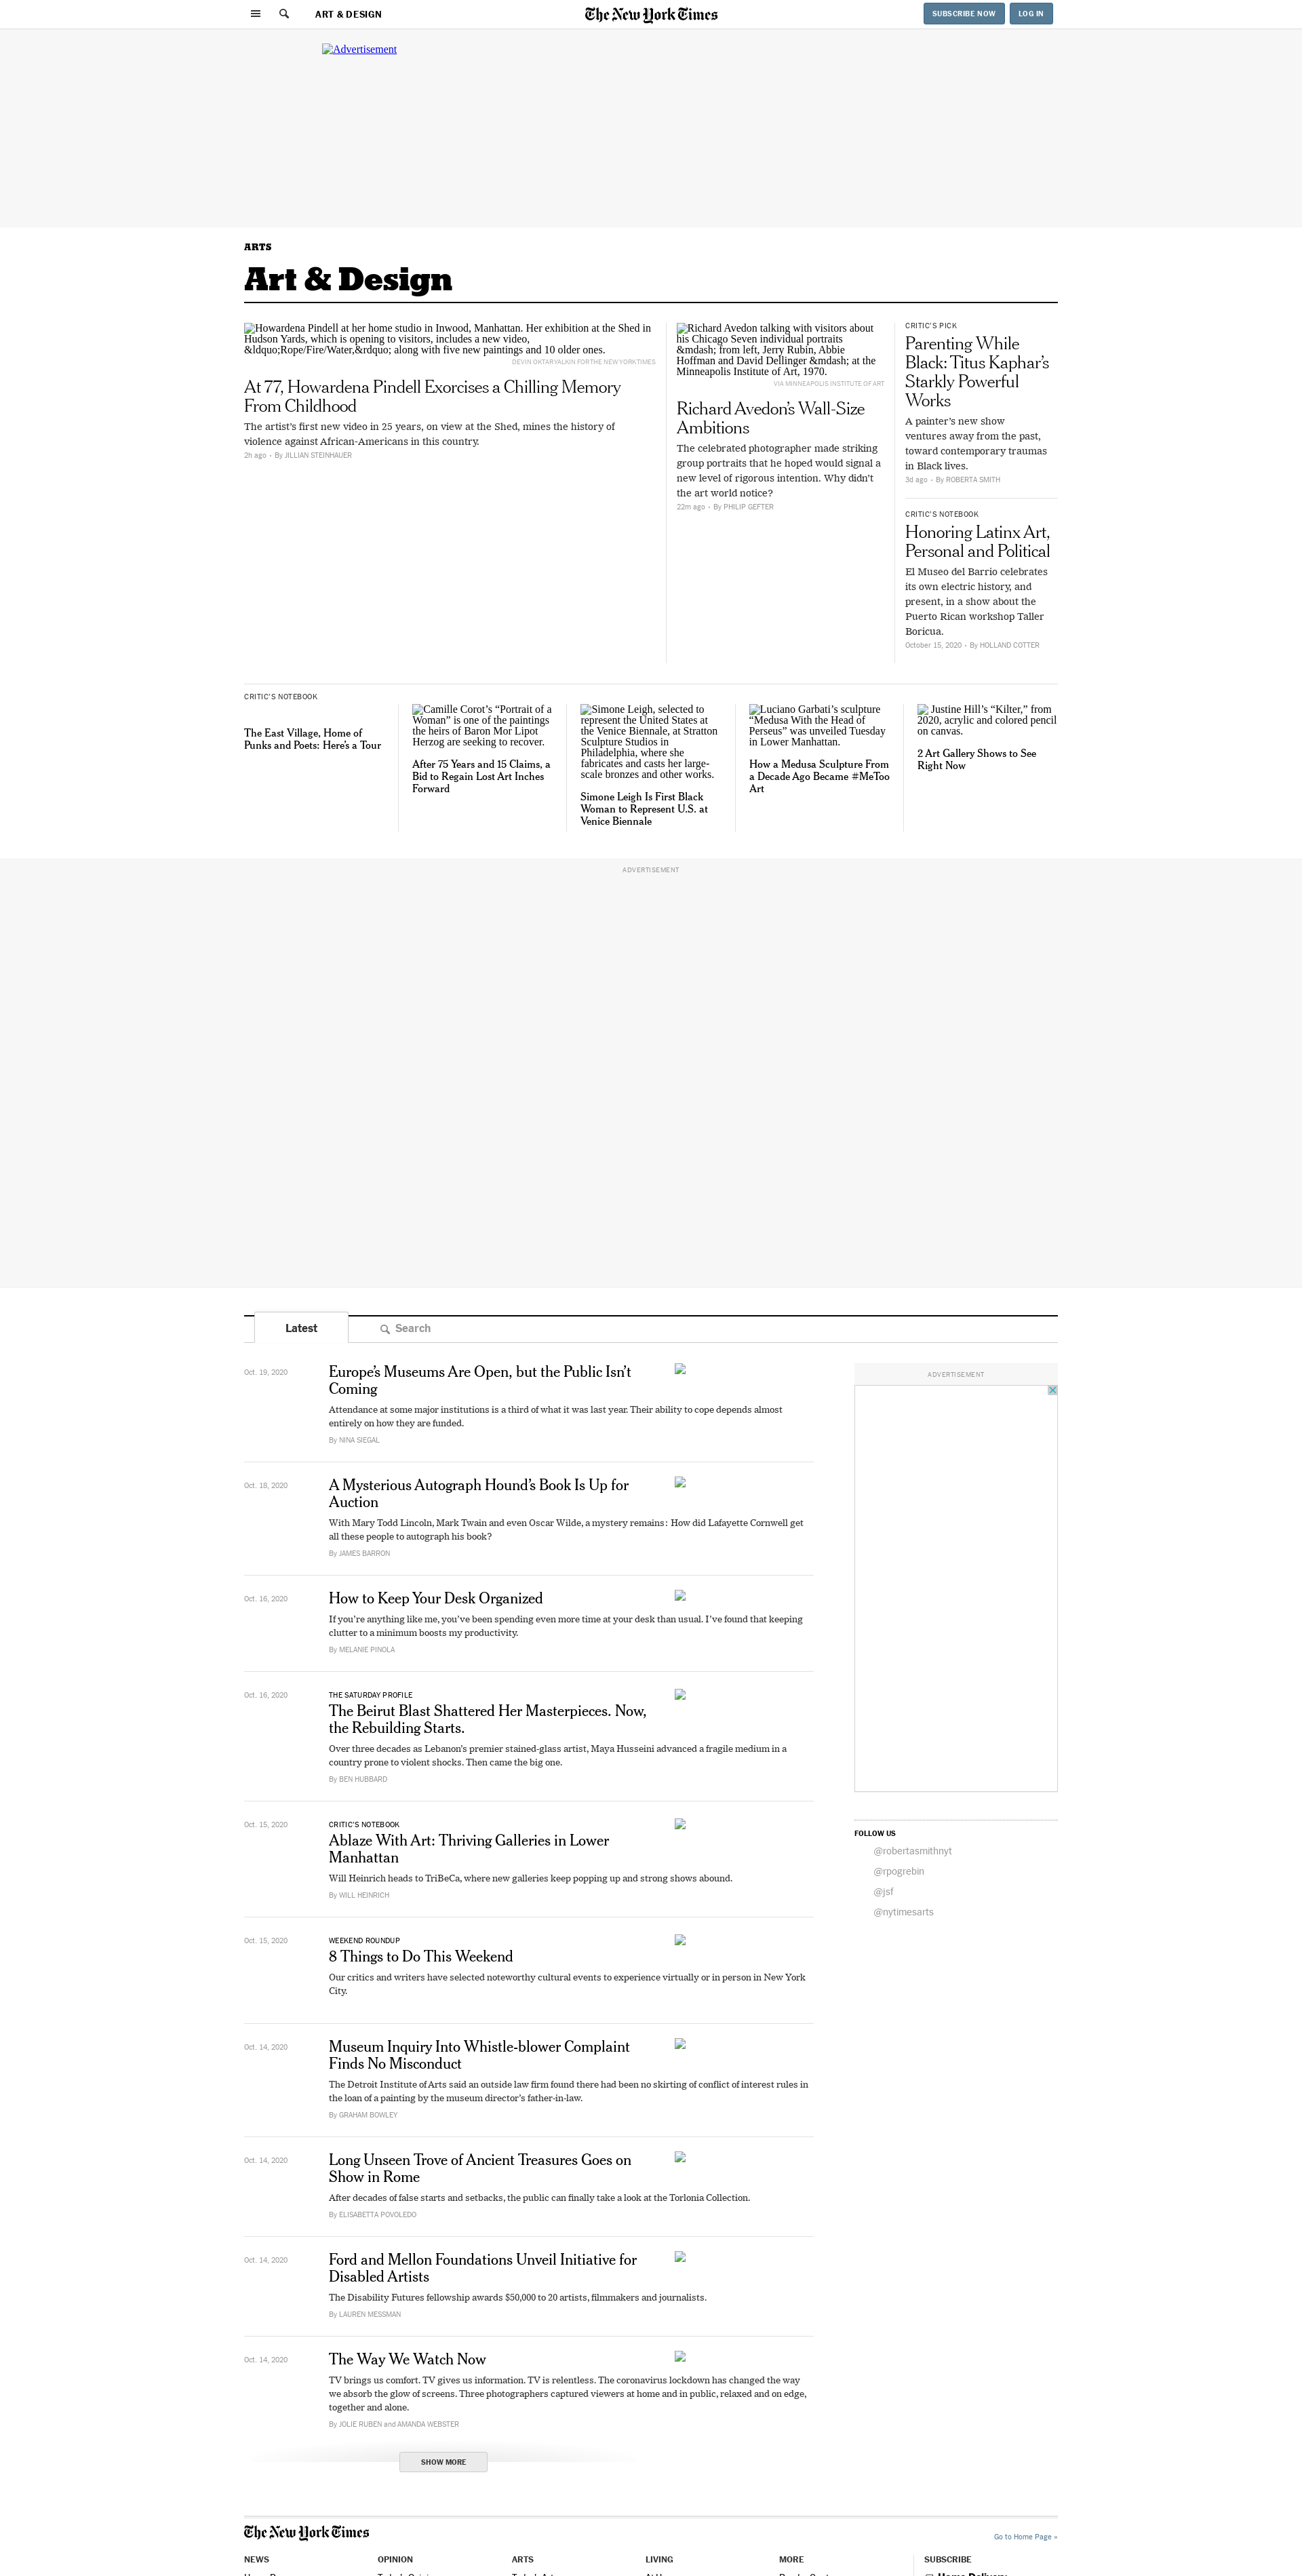 ART & DESIGN
The New York Times
SUBSCRIBE NOW
LOG IN
Advertisement
ARTS
Art & Design
Howardena Pindell at her home studio in Inwood, Manhattan. Her exhibition at the Shed in
Hudson Yards, which is opening to visitors, includes a new video,
&ldquo;Rope/Fire/Water,&rdquo; along with five new paintings and 10 older ones.
DEVIN OKTAR YALKIN FOR THE NEW YORK TIMES
At 77, Howardena Pindell Exorcises a Chilling Memory
From Childhood
The artist's first new video in 25 years, on view at the Shed, mines the history of
violence against African-Americans in this country.
2h ago • By JILLIAN STEINHAUER
Richard Avedon talking with visitors about
his Chicago Seven individual portraits
&mdash; from left, Jerry Rubin, Abbie
Hoffman and David Dellinger &mdash; at the
Minneapolis Institute of Art, 1970.
VIA MINNEAPOLIS INSTITUTE OF ART
Richard Avedon’s Wall-Size
Ambitions
The celebrated photographer made striking
group portraits that he hoped would signal a
new level of rigorous intention. Why didn't
the art world notice?
22m ago • By PHILIP GEFTER
CRITIC'S PICK
Parenting While
Black: Titus Kaphar’s
Starkly Powerful
Works
A painter's new show
ventures away from the past,
toward contemporary traumas
in Black lives.
3d ago • By ROBERTA SMITH
CRITIC'S NOTEBOOK
Honoring Latinx Art,
Personal and Political
El Museo del Barrio celebrates
its own electric history, and
present, in a show about the
Puerto Rican workshop Taller
Boricua.
October 15, 2020 • By HOLLAND COTTER
CRITIC'S NOTEBOOK
The East Village, Home of
Punks and Poets: Here’s a Tour
Camille Corot’s “Portrait of a
Woman” is one of the paintings
the heirs of Baron Mor Lipot
Herzog are seeking to recover.
After 75 Years and 15 Claims, a
Bid to Regain Lost Art Inches
Forward
Simone Leigh, selected to
represent the United States at
the Venice Biennale, at Stratton
Sculpture Studios in
Philadelphia, where she
fabricates and casts her large-
scale bronzes and other works.
Simone Leigh Is First Black
Woman to Represent U.S. at
Venice Biennale
Luciano Garbati’s sculpture
“Medusa With the Head of
Perseus” was unveiled Tuesday
in Lower Manhattan.
How a Medusa Sculpture From
a Decade Ago Became #MeToo
Art
Justine Hill’s “Kilter,” from
2020, acrylic and colored pencil
on canvas.
2 Art Gallery Shows to See
Right Now
ADVERTISEMENT
Latest
Search
Oct. 19, 2020
Europe’s Museums Are Open, but the Public Isn’t
Coming
Attendance at some major institutions is a third of what it was last year. Their ability to cope depends almost
entirely on how they are funded.
By NINA SIEGAL
Oct. 18, 2020
A Mysterious Autograph Hound’s Book Is Up for
Auction
With Mary Todd Lincoln, Mark Twain and even Oscar Wilde, a mystery remains: How did Lafayette Cornwell get
all these people to autograph his book?
By JAMES BARRON
Oct. 16, 2020
How to Keep Your Desk Organized
If you're anything like me, you've been spending even more time at your desk than usual. I've found that keeping
clutter to a minimum boosts my productivity.
By MELANIE PINOLA
Oct. 16, 2020
THE SATURDAY PROFILE
The Beirut Blast Shattered Her Masterpieces. Now,
the Rebuilding Starts.
Over three decades as Lebanon's premier stained-glass artist, Maya Husseini advanced a fragile medium in a
country prone to violent shocks. Then came the big one.
By BEN HUBBARD
Oct. 15, 2020
CRITIC'S NOTEBOOK
Ablaze With Art: Thriving Galleries in Lower
Manhattan
Will Heinrich heads to TriBeCa, where new galleries keep popping up and strong shows abound.
By WILL HEINRICH
Oct. 15, 2020
WEEKEND ROUNDUP
8 Things to Do This Weekend
Our critics and writers have selected noteworthy cultural events to experience virtually or in person in New York
City.
Oct. 14, 2020
Museum Inquiry Into Whistle-blower Complaint
Finds No Misconduct
The Detroit Institute of Arts said an outside law firm found there had been no skirting of conflict of interest rules in
the loan of a painting by the museum director's father-in-law.
By GRAHAM BOWLEY
Oct. 14, 2020
Long Unseen Trove of Ancient Treasures Goes on
Show in Rome
After decades of false starts and setbacks, the public can finally take a look at the Torlonia Collection.
By ELISABETTA POVOLEDO
Oct. 14, 2020
Ford and Mellon Foundations Unveil Initiative for
Disabled Artists
The Disability Futures fellowship awards $50,000 to 20 artists, filmmakers and journalists.
By LAUREN MESSMAN
Oct. 14, 2020
The Way We Watch Now
TV brings us comfort. TV gives us information. TV is relentless. The coronavirus lockdown has changed the way
we absorb the glow of screens. Three photographers captured viewers at home and in public, relaxed and on edge,
together and alone.
By JOLIE RUBEN and AMANDA WEBSTER
SHOW MORE
ADVERTISEMENT
FOLLOW US
@robertasmithnyt
@rpogrebin
@jsf
@nytimesarts
The New York Times
Go to Home Page »
NEWS
OPINION
ARTS
LIVING
MORE
SUBSCRIBE